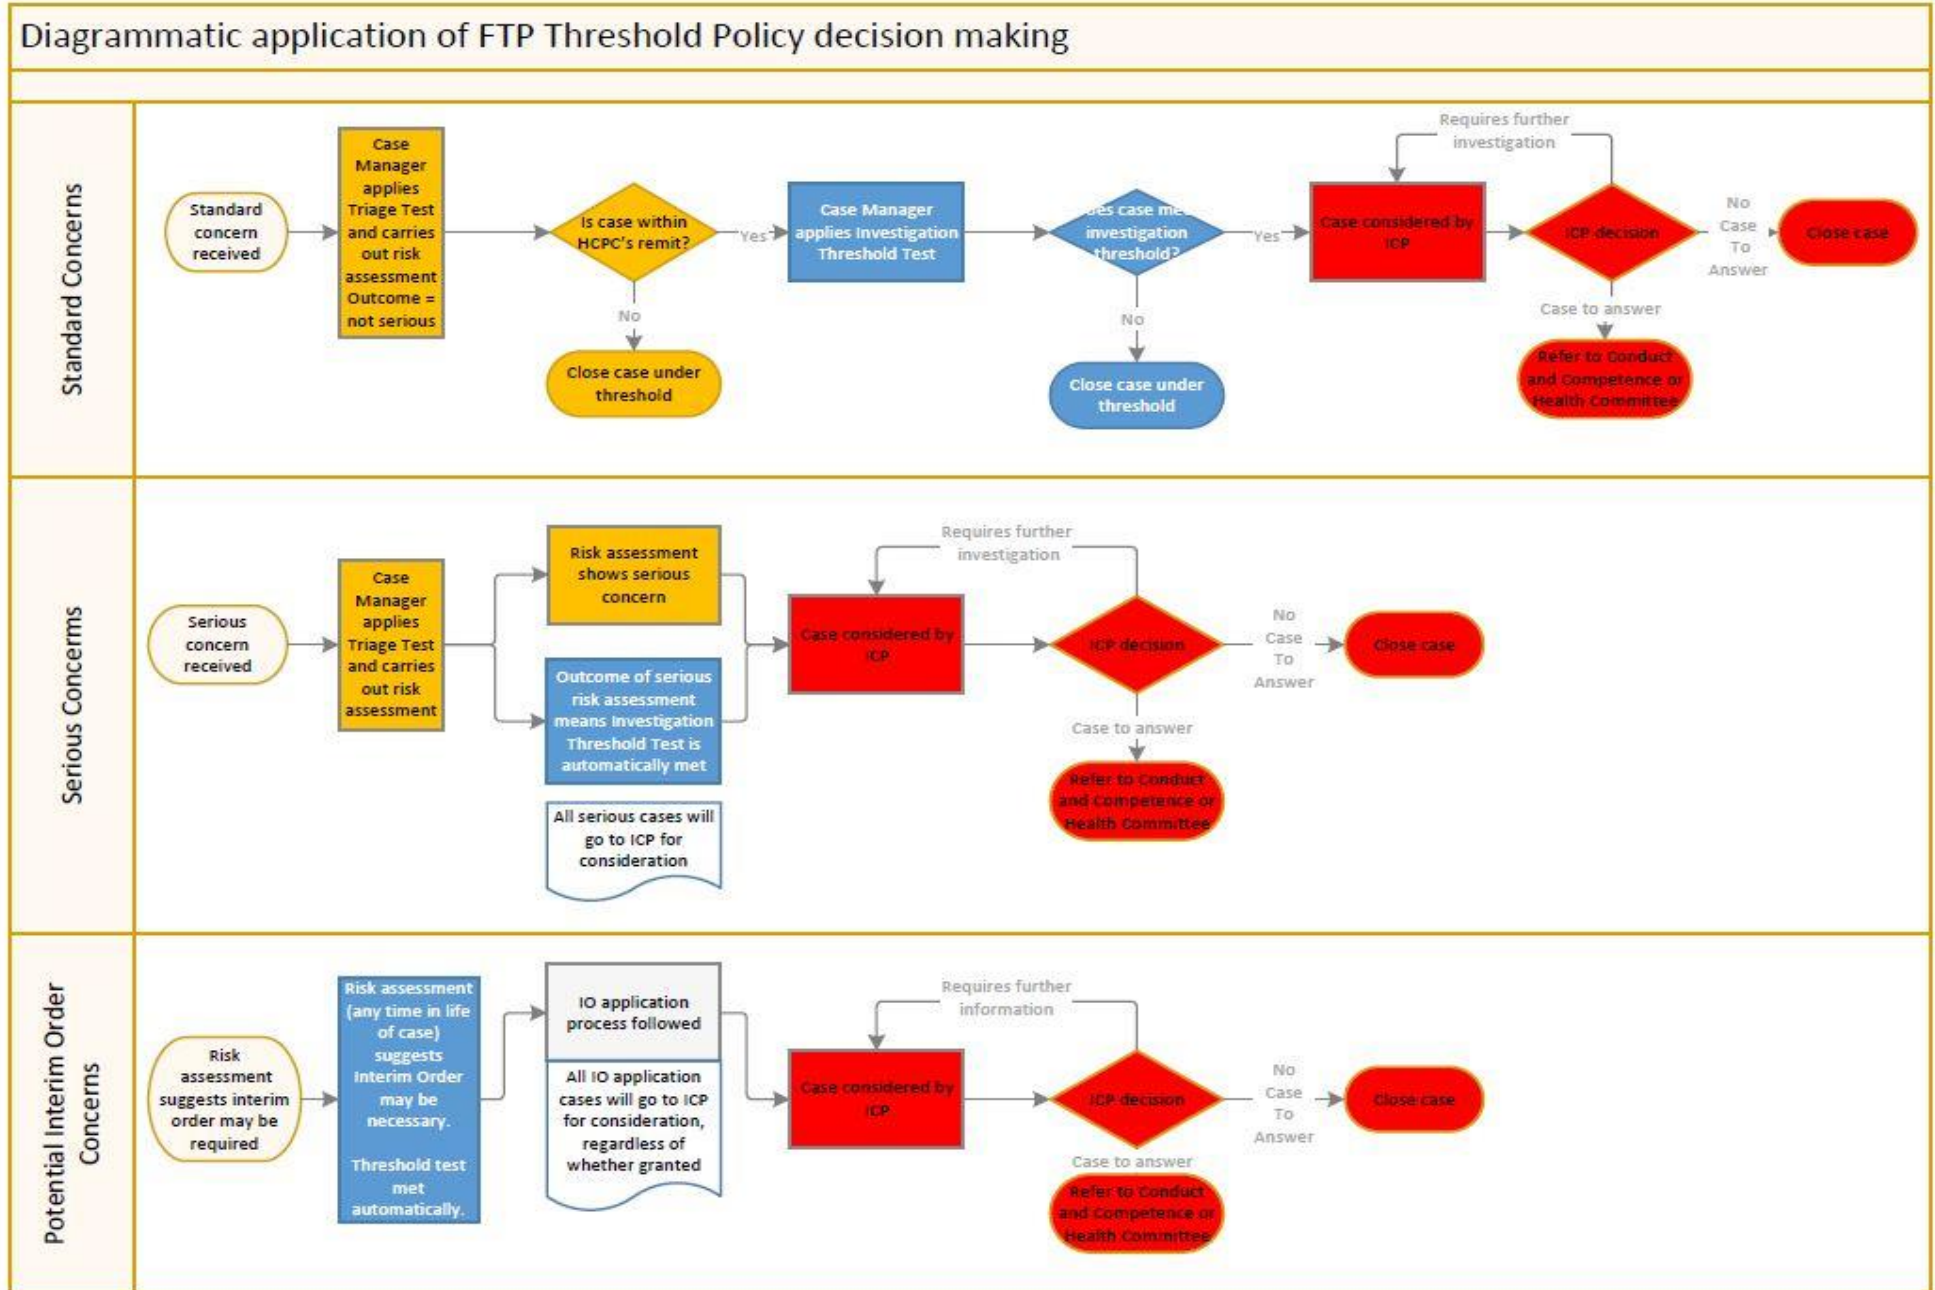 Diagrammatic application of FTP Threshold Policy decision making
Standard Concerns
Standard
concern
received
Case
Manager
applies
Triage Test
and carries
out risk
assessment
Outcome =
not serious
Is case within
HCPC's remit?
Yes
No
Close case under
threshold
Case Manager
applies Investigation
Threshold Test
case
investigation
threshold?
Yes
No
Close case under
threshold
Case considered by
ICP
Requires further
investigation
ICP decision
No
Case
To
Answer
Close case
Case to answer
Refer to Conduct
and Competence or
Health Committee
Serious Concerms
Serious
concern
received
Case
Manager
applies
Triage Test
and carries
out risk
assessment
Risk assessment
shows serious
concern
Outcome of serious
risk assessment
means Investigation
Threshold Test is
automatically met
All serious cases will
go to ICP for
consideration
Case considered by
ICP
Requires further
investigation
ICP decision
No
Case
To
Answer
Close case
Case to answer
Refer to Conduct
and Competence or
Health Committee
Potential Interim Order
Concerns
Risk
assessment
suggests interim
order may be
required
Risk assessment
(any time in life
of case)
suggests
Interim Order
may be
necessary.
Threshold test
met
automatically.
IO application
process followed
All IO application
cases will go to ICP
for consideration,
regardless of
whether granted
Case considered by
ICP
Requires further
information
ICP decision
No
Case
To
Answer
Close case
Case to answer
Refer to Conduct
and Competence or
Health Committee